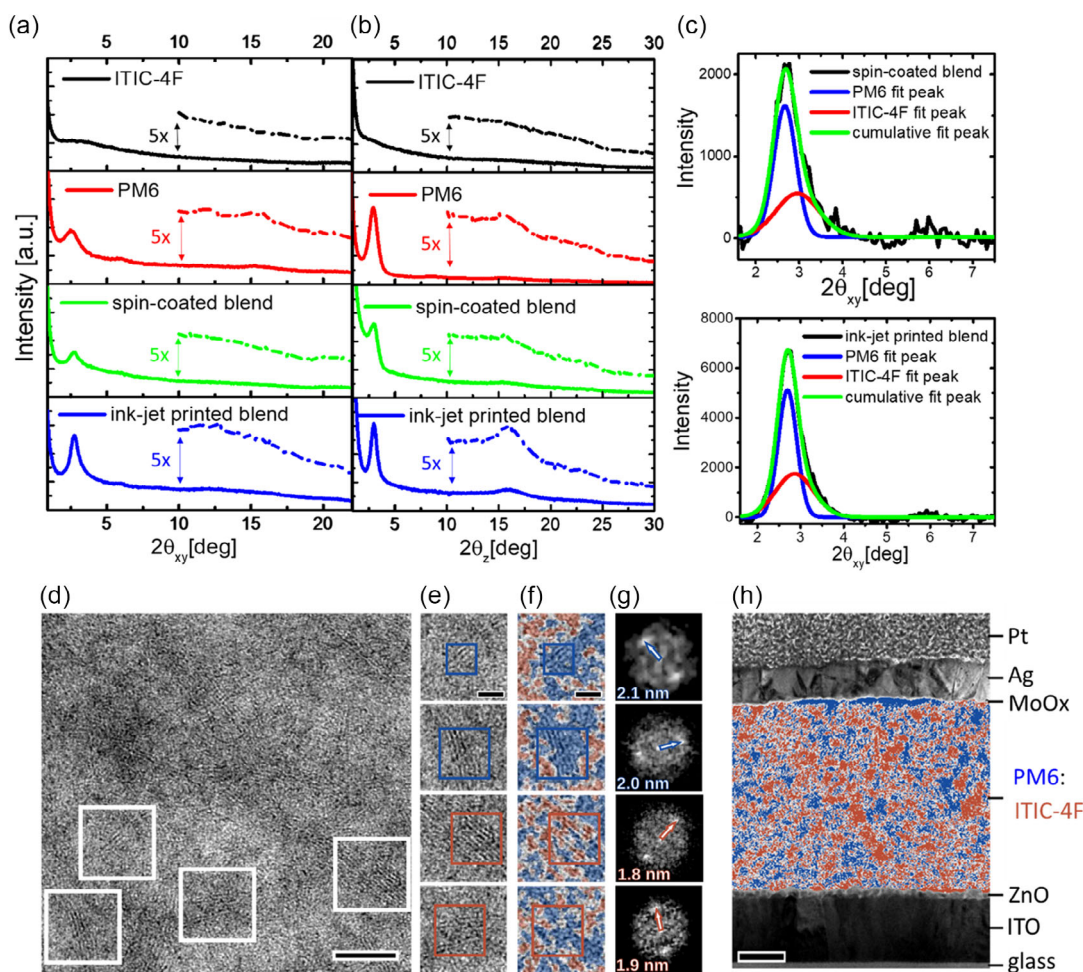 (a)
(b)
(c)
5 10 15 20
5 10 15 20 25 30
ITIC-4F
5x
ITIC-4F
5x
PM6
5x
PM6
5x
spin-coated blend
5x
spin-coated blend
5x
ink-jet printed blend
5x
ink-jet printed blend
5x
Intensity [a.u.]
5 10 15 20
5 10 15 20 25 30
2θxy[deg]
2θz[deg]
spin-coated blend
PM6 fit peak
ITIC-4F fit peak
cumulative fit peak
2000
1000
0
Intensity
2 3 4 5 6 7
2θxy[deg]
ink-jet printed blend
PM6 fit peak
ITIC-4F fit peak
cumulative fit peak
8000
6000
4000
2000
0
Intensity
2 3 4 5 6 7
2θxy[deg]
(d)
(e)
(f)
(g)
(h)
2.1 nm
2.0 nm
1.8 nm
1.9 nm
Pt
Ag
MoOx
PM6:
ITIC-4F
ZnO
ITO
glass